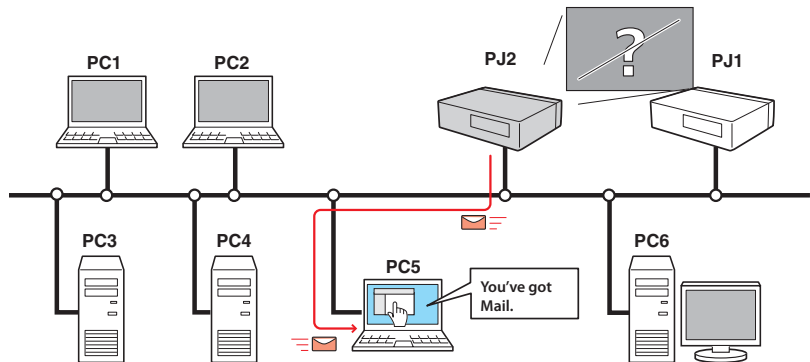 PC1
PC2
PJ2
?
PJ1
PC3
PC4
PC5
You’ve got
Mail.
PC6